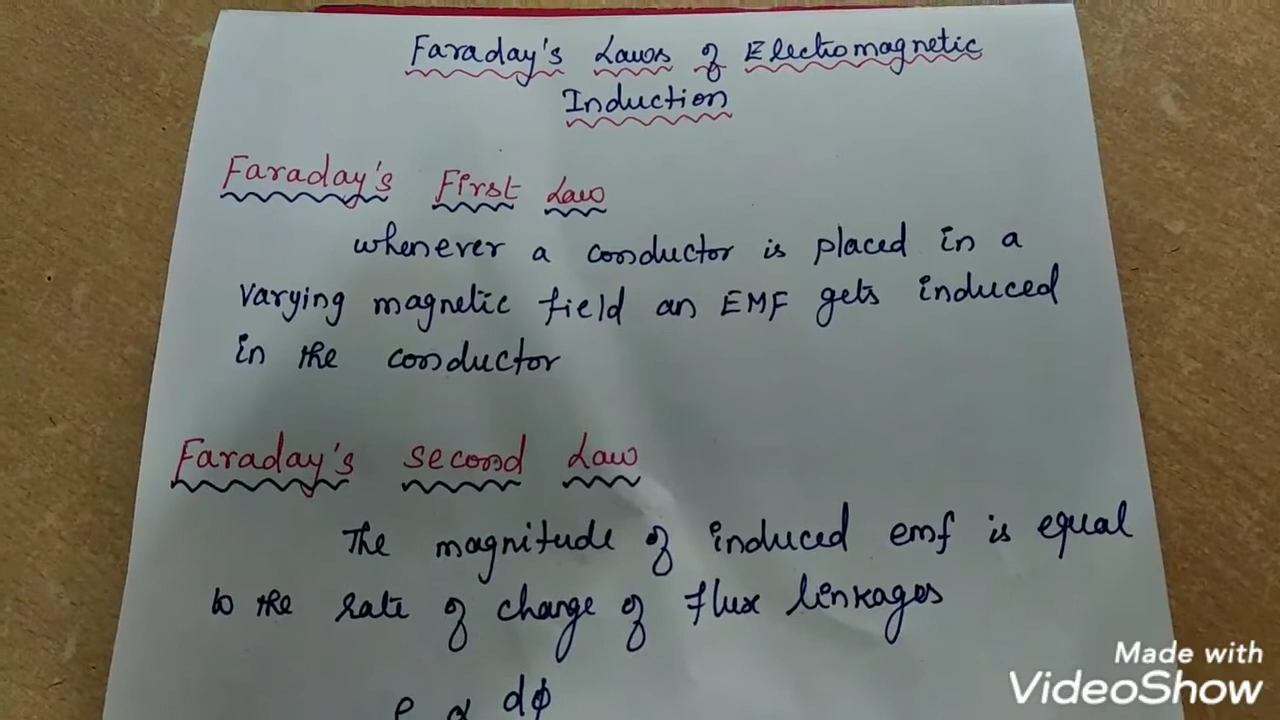 Faraday's Laws of Electromagnetic
Induction
Faraday's First Law
whenever a conductor is placed in a
varying magnetic field an EMF gets induced
in the conductor
Faraday's second Law
The magnitude of induced emf is equal
to the rate of change of flux linkages
e α dϕ
Made with
VideoShow